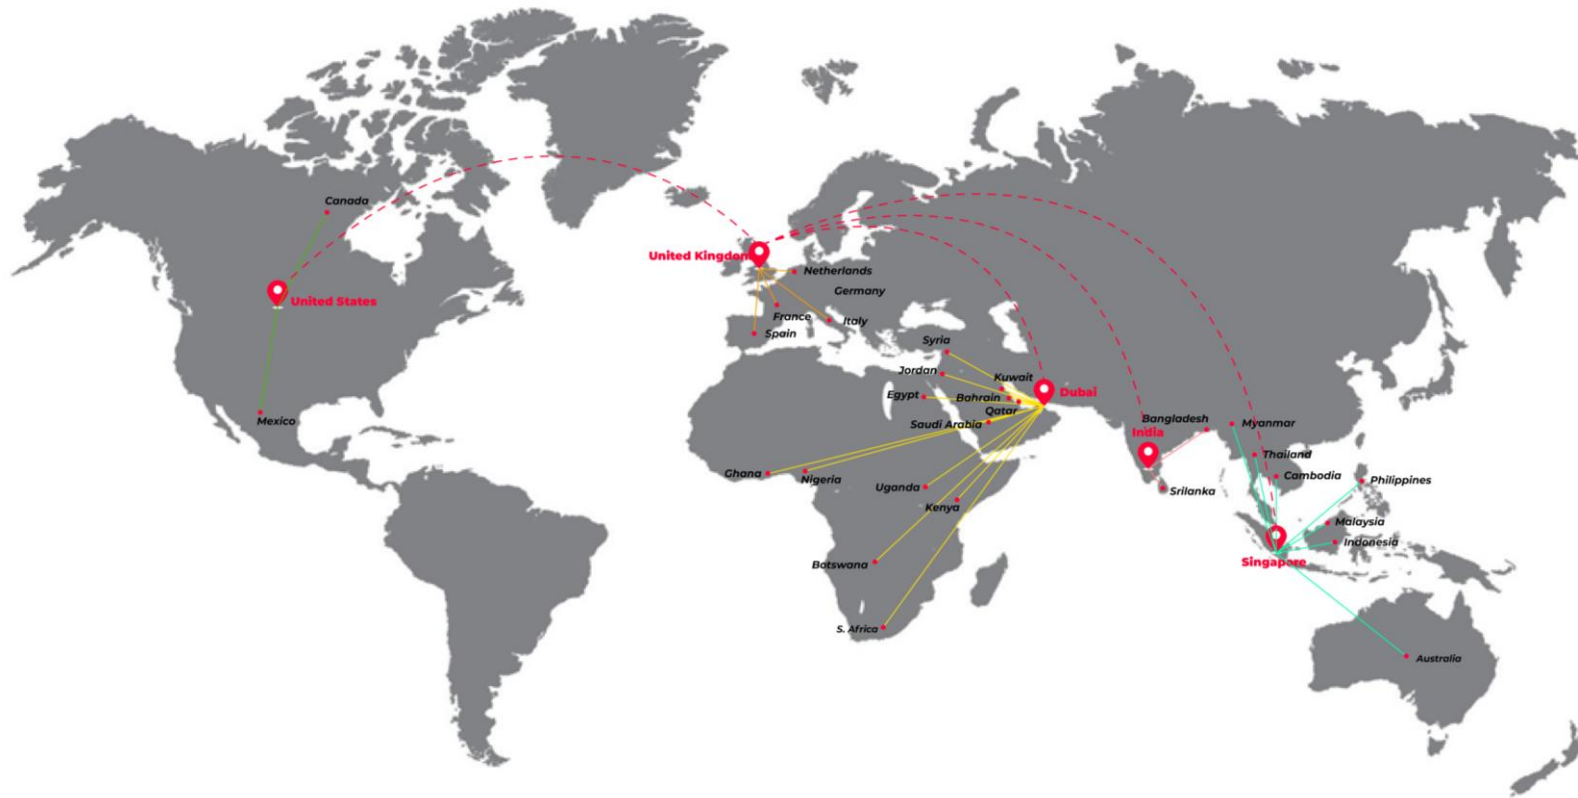 Canada
United Kingdom
Netherlands
Germany
United States
France
Italy
Spain
Syria
Jordan
Kuwait
Dubai
Egypt
Bahrain
Qatar
Mexico
Saudi Arabia
Bangladesh
Myanmar
India
Thailand
Ghana
Nigeria
Cambodia
Philippines
Uganda
Srilanka
Kenya
Malaysia
Indonesia
Botswana
Singapore
S. Africa
Australia